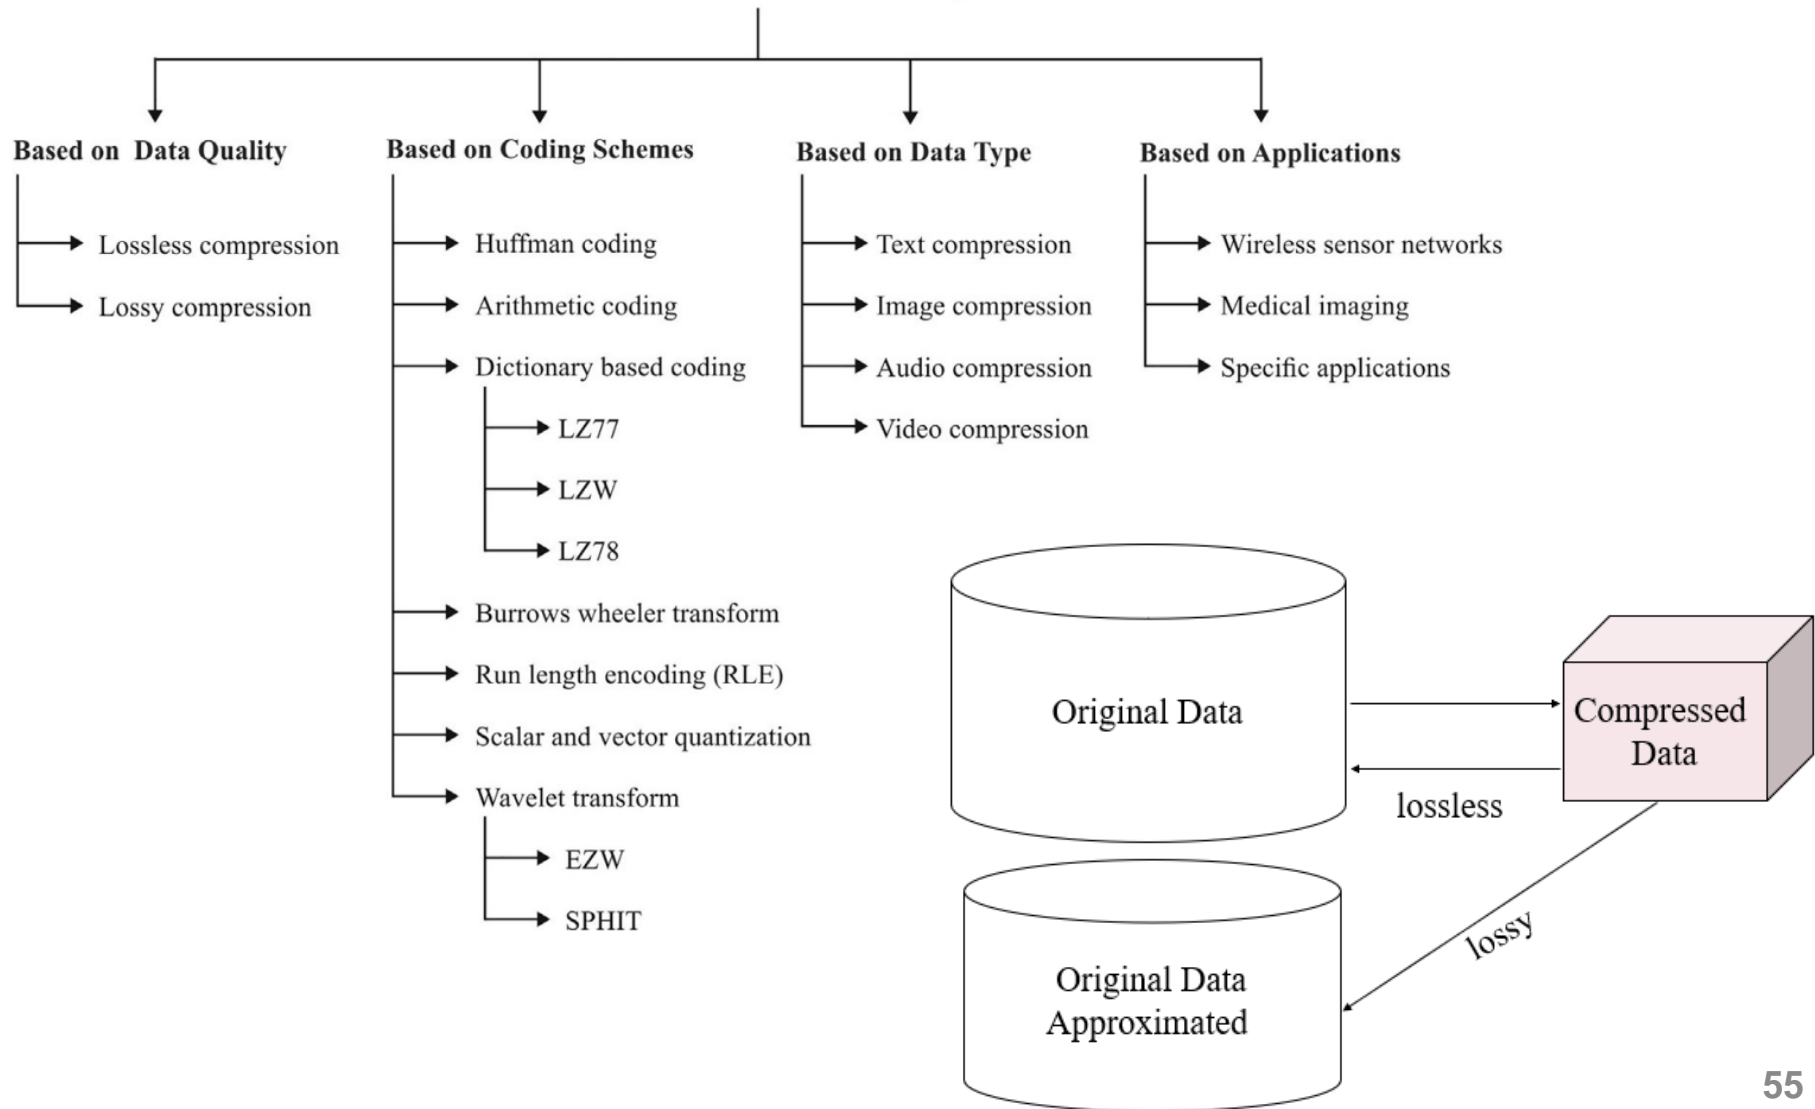 Based on Data Quality
Lossless compression
Lossy compression
Based on Coding Schemes
Huffman coding
Arithmetic coding
Dictionary based coding
LZ77
LZW
LZ78
Burrows wheeler transform
Run length encoding (RLE)
Scalar and vector quantization
Wavelet transform
EZW
SPHIT
Based on Data Type
Text compression
Image compression
Audio compression
Video compression
Based on Applications
Wireless sensor networks
Medical imaging
Specific applications
Original Data
Compressed
Data
lossless
lossy
Original Data
Approximated
55